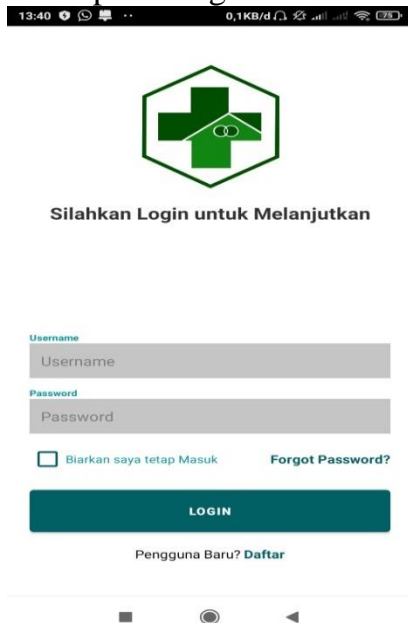 13:40 0,1KB/d 75
Silahkan Login untuk Melanjutkan
Username
Username
Password
Password
Biarkan saya tetap Masuk Forgot Password?
LOGIN
Pengguna Baru? Daftar